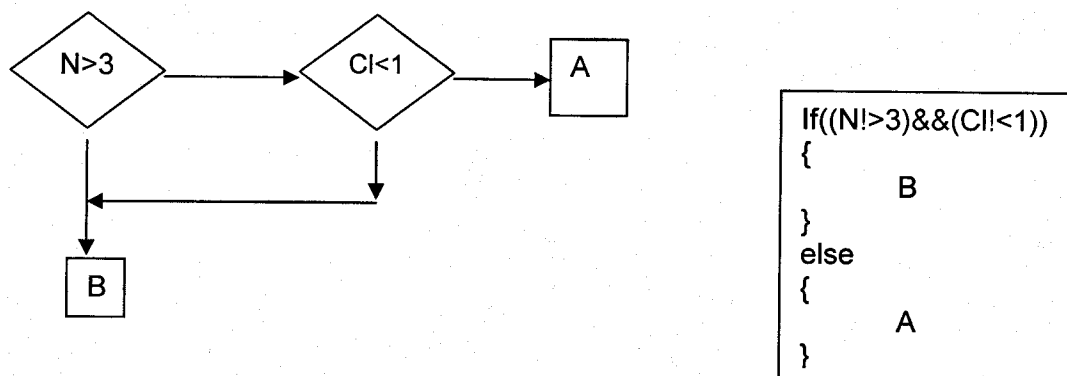 N>3
Cl<1
A
B
If((N!>3)&&(Cl!<1))
{
B
}
else
{
A
}